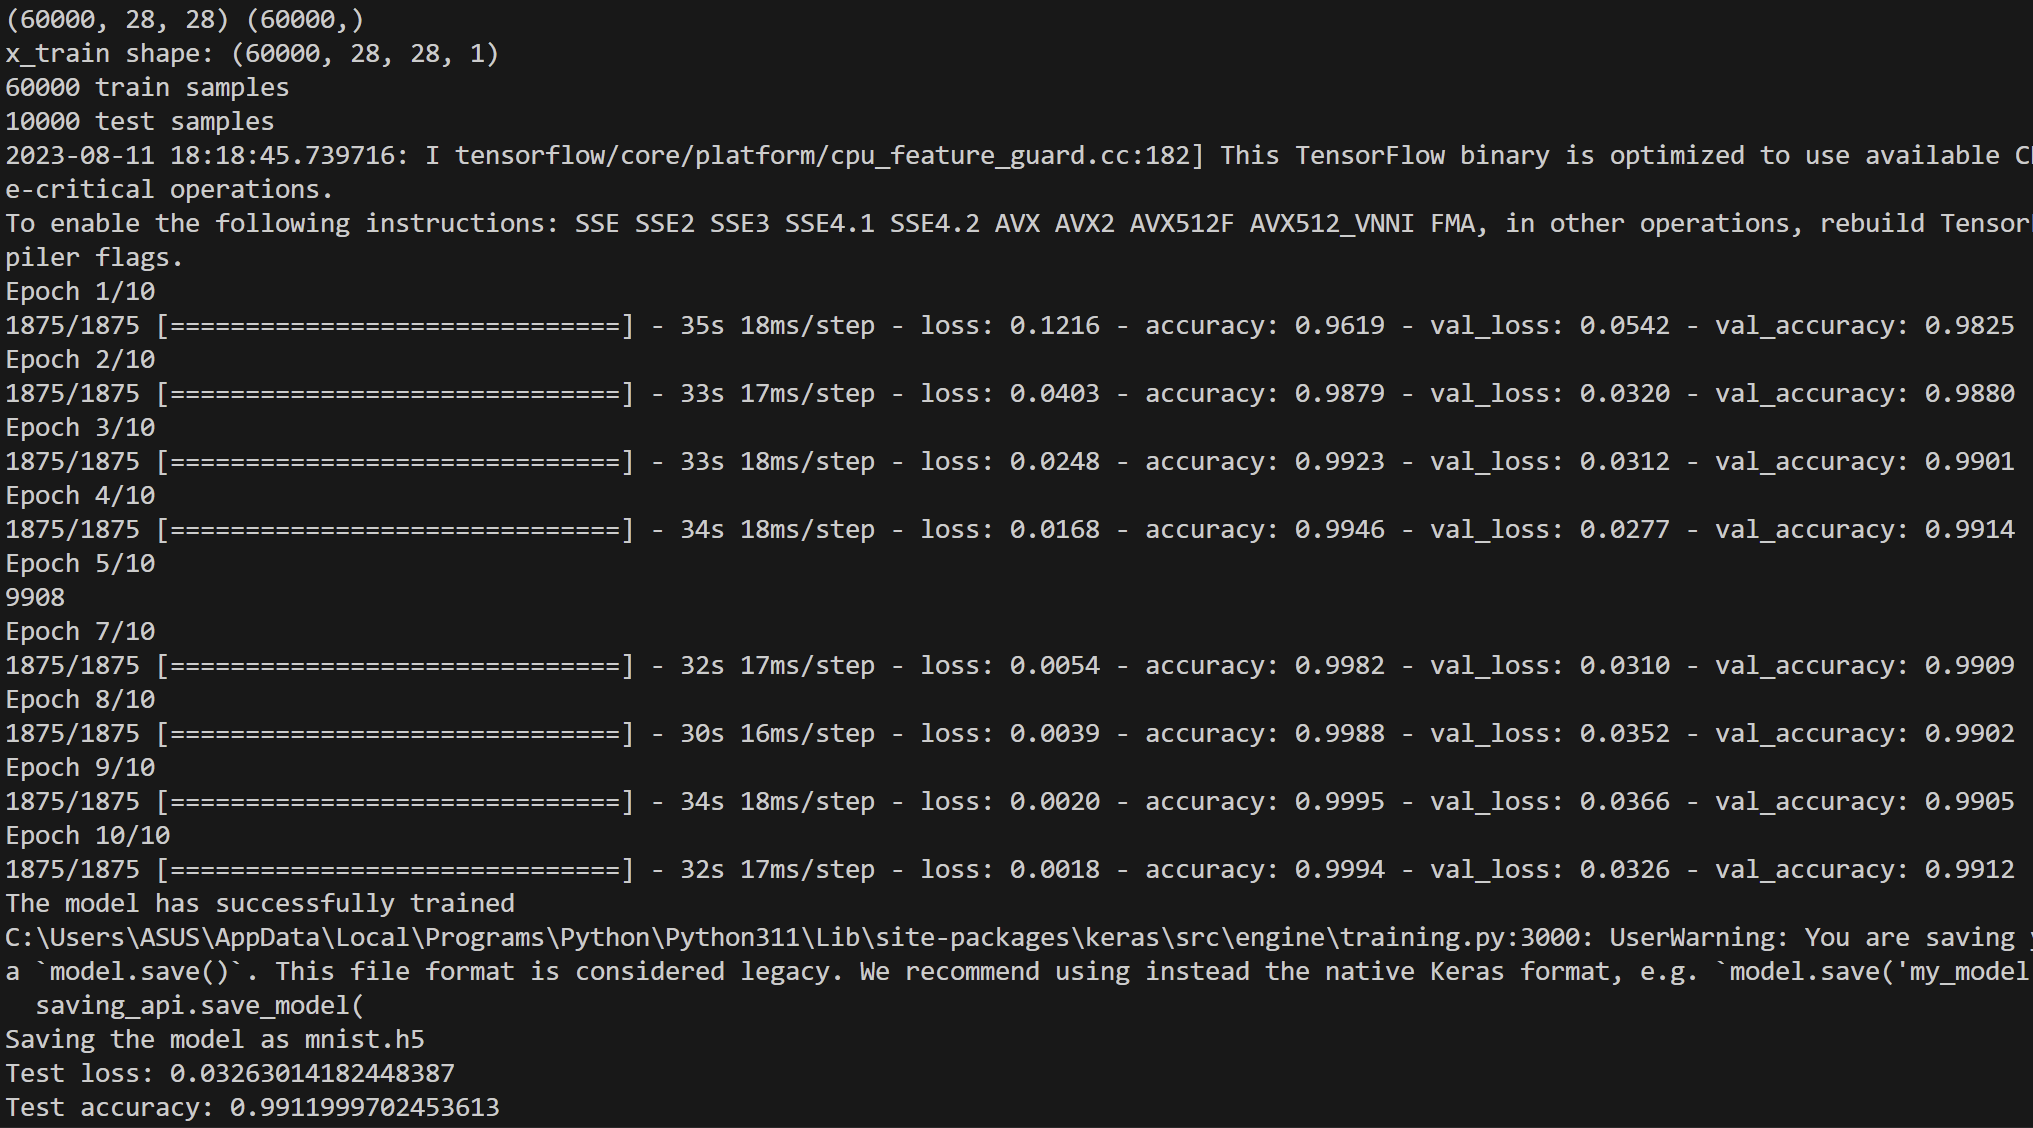 (60000, 28, 28) (60000,)
x_train shape: (60000, 28, 28, 1)
60000 train samples
10000 test samples
2023-08-11 18:18:45.739716: I tensorflow/core/platform/cpu_feature_guard.cc:182] This TensorFlow binary is optimized to use available
e-critical operations.
To enable the following instructions: SSE SSE2 SSE3 SSE4.1 SSE4.2 AVX AVX2 AVX512F AVX512_VNNI FMA, in other operations, rebuild Tensor
piler flags.
Epoch 1/10
1875/1875 [==============================] - 35s 18ms/step - loss: 0.1216 - accuracy: 0.9619 - val_loss: 0.0542 - val_accuracy: 0.9825
Epoch 2/10
1875/1875 [==============================] - 33s 17ms/step - loss: 0.0403 - accuracy: 0.9879 - val_loss: 0.0320 - val_accuracy: 0.9880
Epoch 3/10
1875/1875 [==============================] - 33s 18ms/step - loss: 0.0248 - accuracy: 0.9923 - val_loss: 0.0312 - val_accuracy: 0.9901
Epoch 4/10
1875/1875 [==============================] - 34s 18ms/step - loss: 0.0168 - accuracy: 0.9946 - val_loss: 0.0277 - val_accuracy: 0.9914
Epoch 5/10
9908
Epoch 7/10
1875/1875 [==============================] - 32s 17ms/step - loss: 0.0054 - accuracy: 0.9982 - val_loss: 0.0310 - val_accuracy: 0.9909
Epoch 8/10
1875/1875 [==============================] - 30s 16ms/step - loss: 0.0039 - accuracy: 0.9988 - val_loss: 0.0352 - val_accuracy: 0.9902
Epoch 9/10
1875/1875 [==============================] - 34s 18ms/step - loss: 0.0020 - accuracy: 0.9995 - val_loss: 0.0366 - val_accuracy: 0.9905
Epoch 10/10
1875/1875 [==============================] - 32s 17ms/step - loss: 0.0018 - accuracy: 0.9994 - val_loss: 0.0326 - val_accuracy: 0.9912
The model has successfully trained
C:\Users\ASUS\AppData\Local\Programs\Python\Python311\Lib\site-packages\keras\src\engine\training.py:3000: UserWarning: You are saving
a `model.save()`. This file format is considered legacy. We recommend using instead the native Keras format, e.g. `model.save('my_model
  saving_api.save_model(
Saving the model as mnist.h5
Test loss: 0.03263014182448387
Test accuracy: 0.9911999702453613